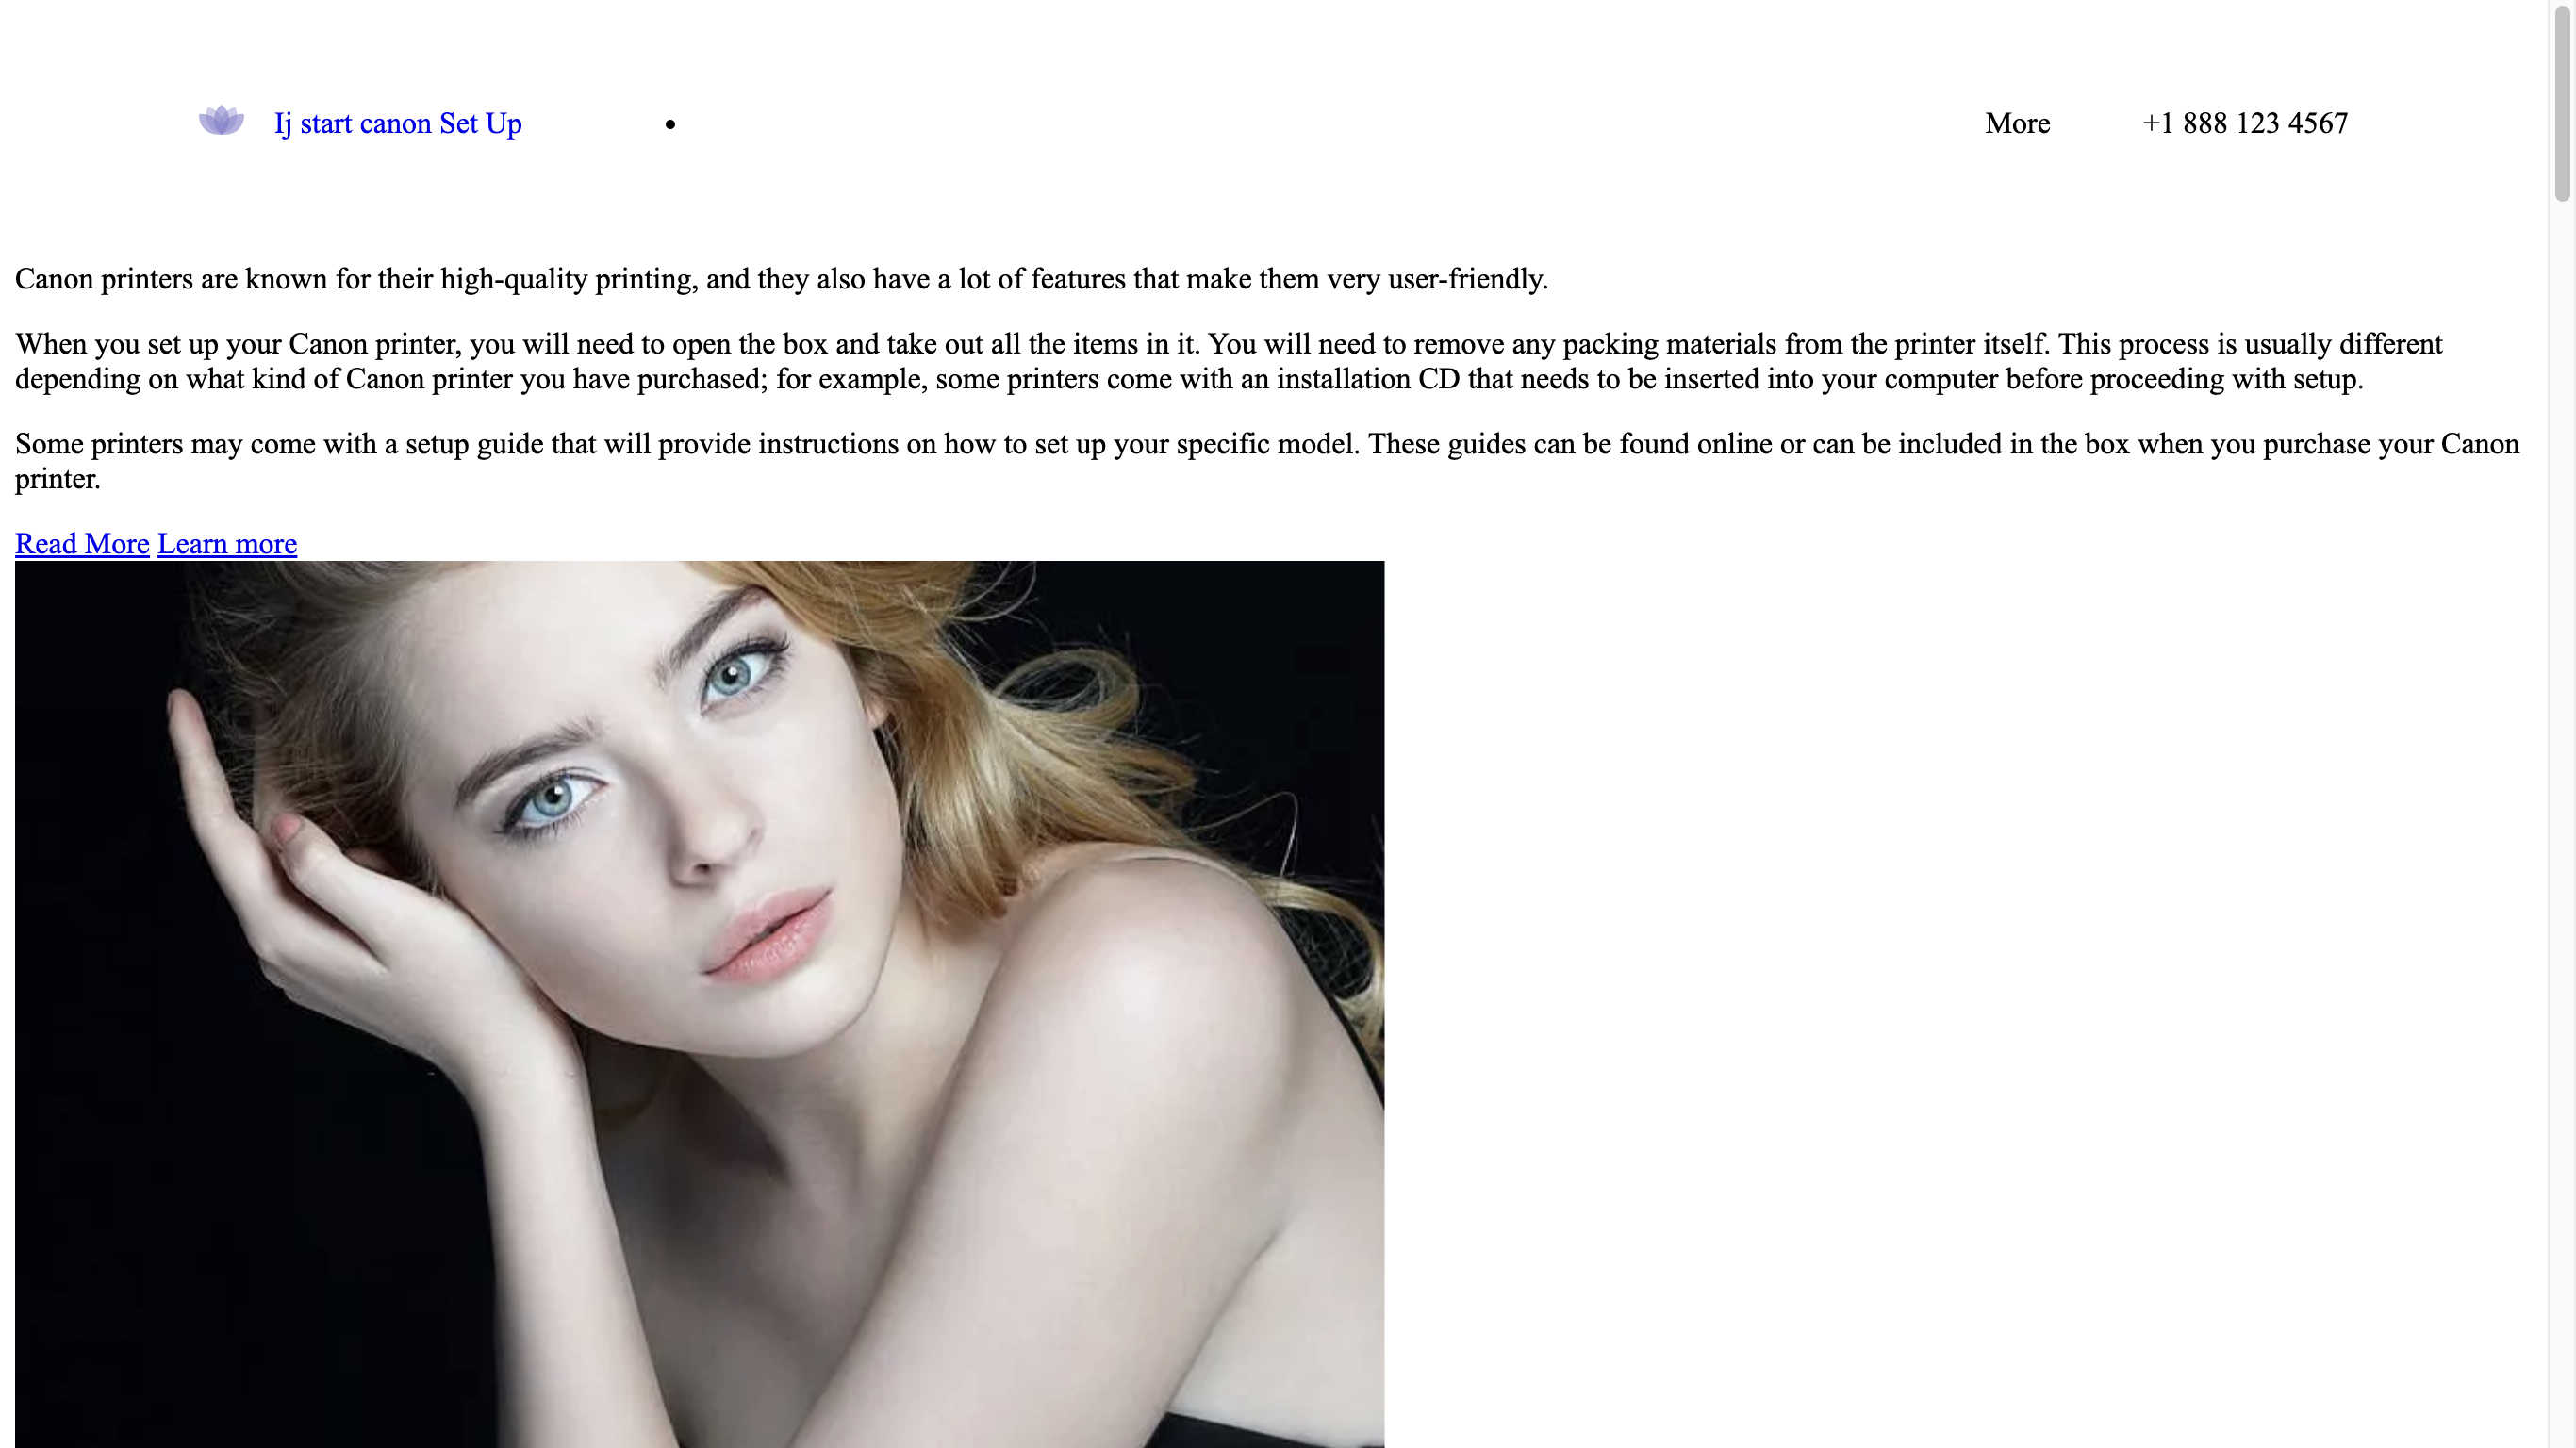 Ij start canon Set Up
More
+1 888 123 4567
Canon printers are known for their high-quality printing, and they also have a lot of features that make them very user-friendly.
When you set up your Canon printer, you will need to open the box and take out all the items in it. You will need to remove any packing materials from the printer itself. This process is usually different
depending on what kind of Canon printer you have purchased; for example, some printers come with an installation CD that needs to be inserted into your computer before proceeding with setup.
Some printers may come with a setup guide that will provide instructions on how to set up your specific model. These guides can be found online or can be included in the box when you purchase your Canon
printer.
Read More Learn more